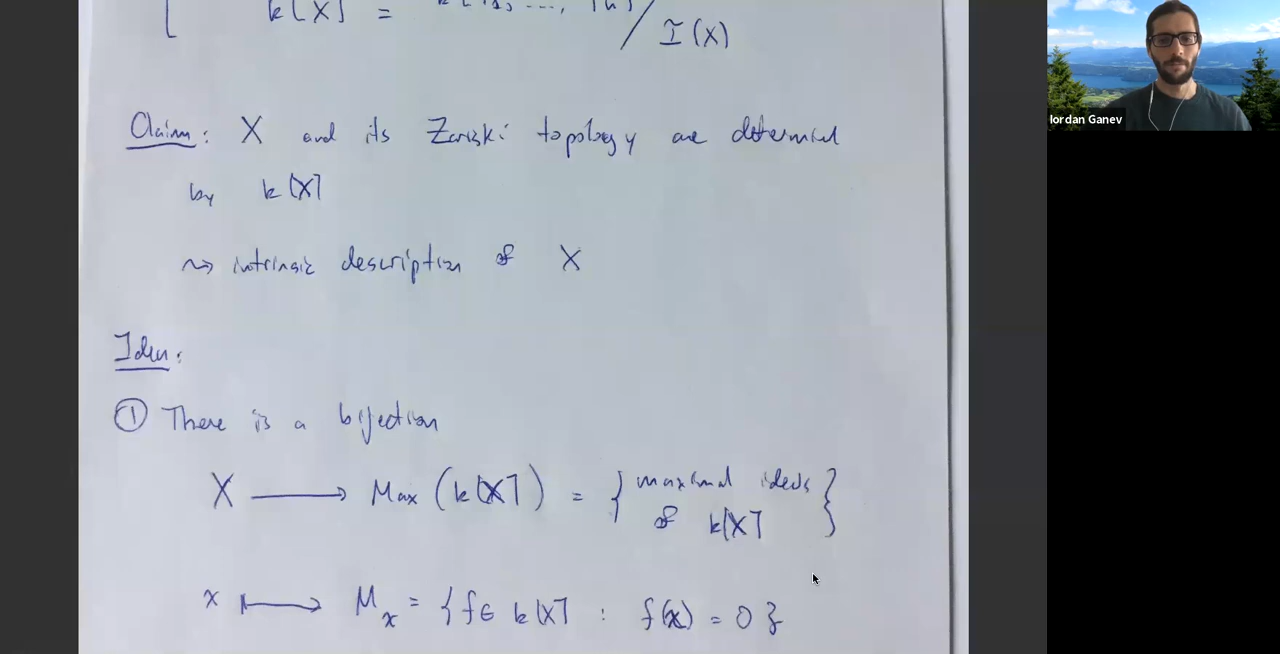 k[X] = / I(X)
Claim: X and its Zariski topology are determined
by k[X]
⇝ intrinsic description of X
Idea:
① There is a bijection
X ⟶ Max (k[X]) = { maximal ideals
of k[X] }
x ⟼ M_x = { f ∈ k[X] : f(x) = 0 }
Iordan Ganev